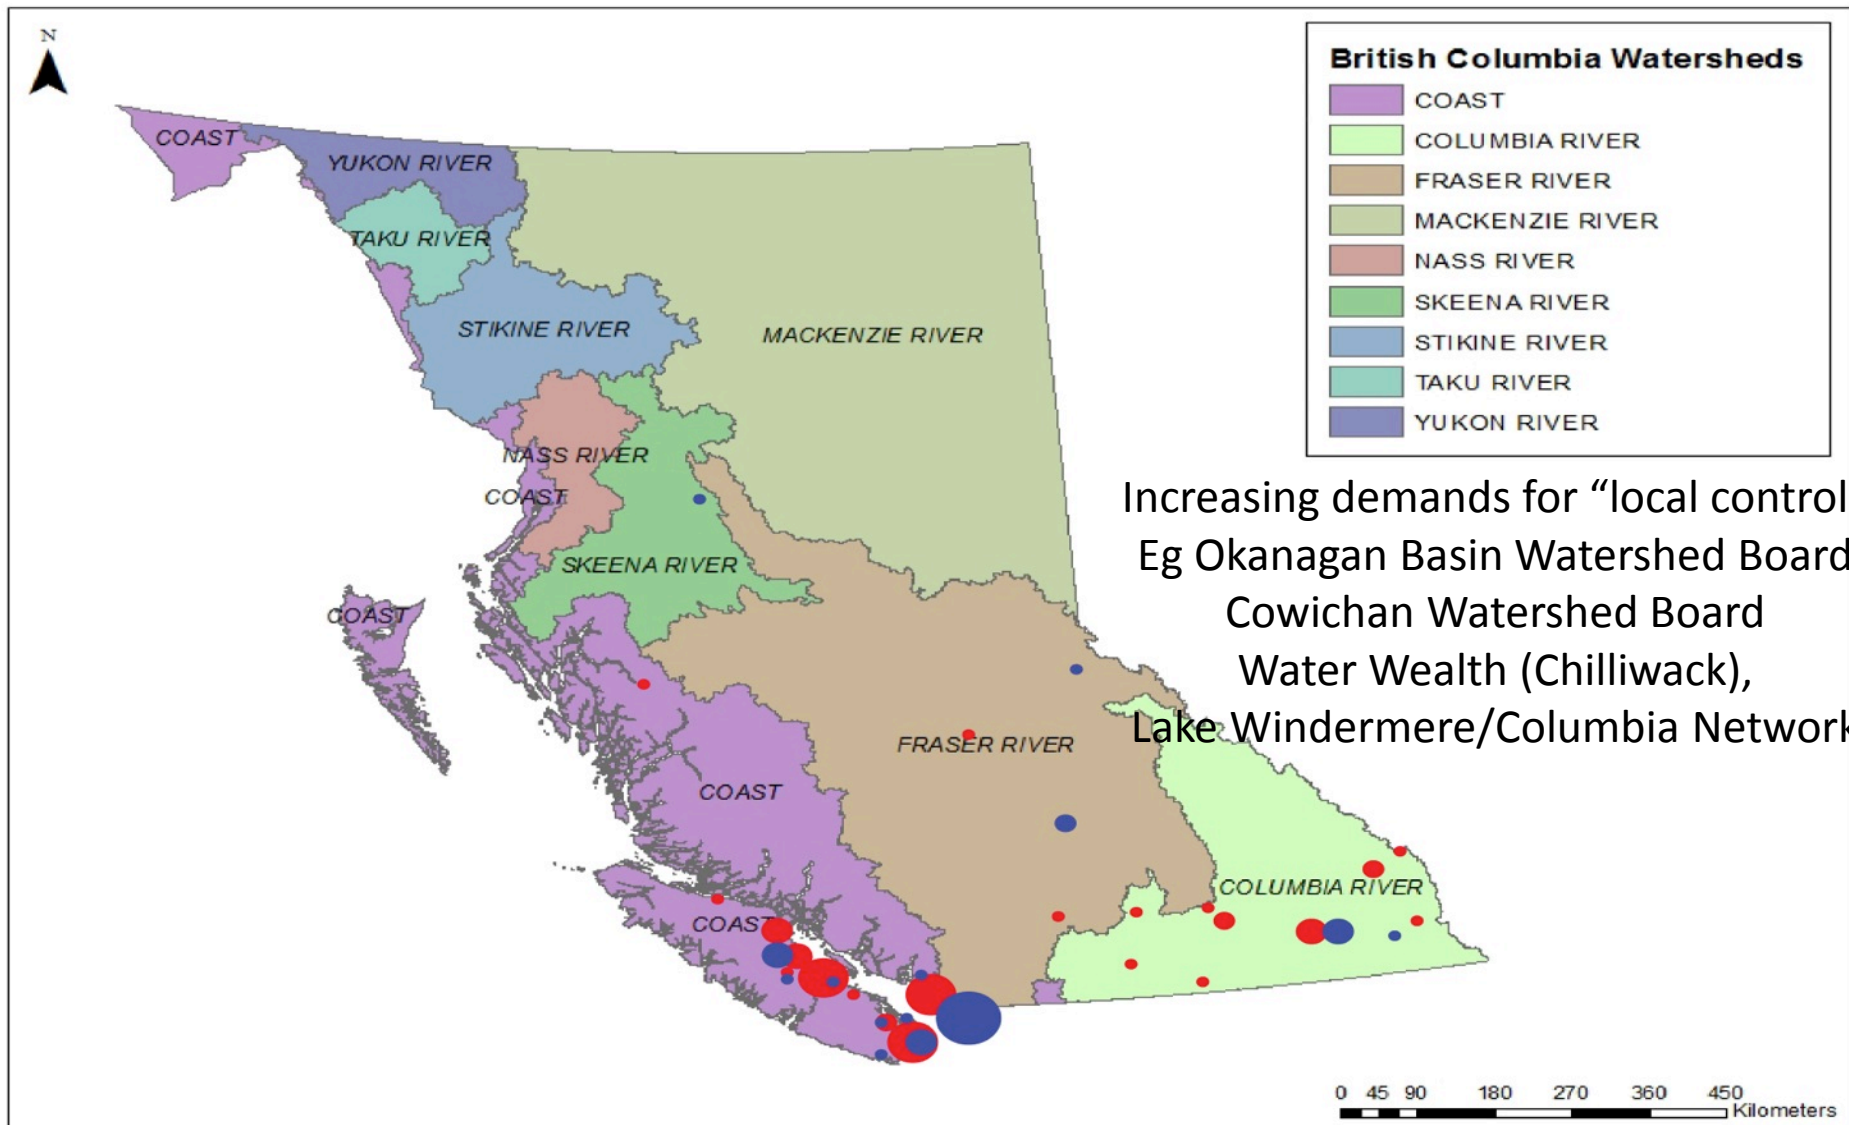 N
British Columbia Watersheds
COAST
COLUMBIA RIVER
FRASER RIVER
MACKENZIE RIVER
NASS RIVER
SKEENA RIVER
STIKINE RIVER
TAKU RIVER
YUKON RIVER
COAST
YUKON RIVER
TAKU RIVER
STIKINE RIVER
MACKENZIE RIVER
NASS RIVER
COAST
SKEENA RIVER
COAST
FRASER RIVER
COAST
COLUMBIA RIVER
COAST
Increasing demands for “local control
Eg Okanagan Basin Watershed Board
Cowichan Watershed Board
Water Wealth (Chilliwack),
Lake Windermere/Columbia Network
0 45 90 180 270 360 450
Kilometers